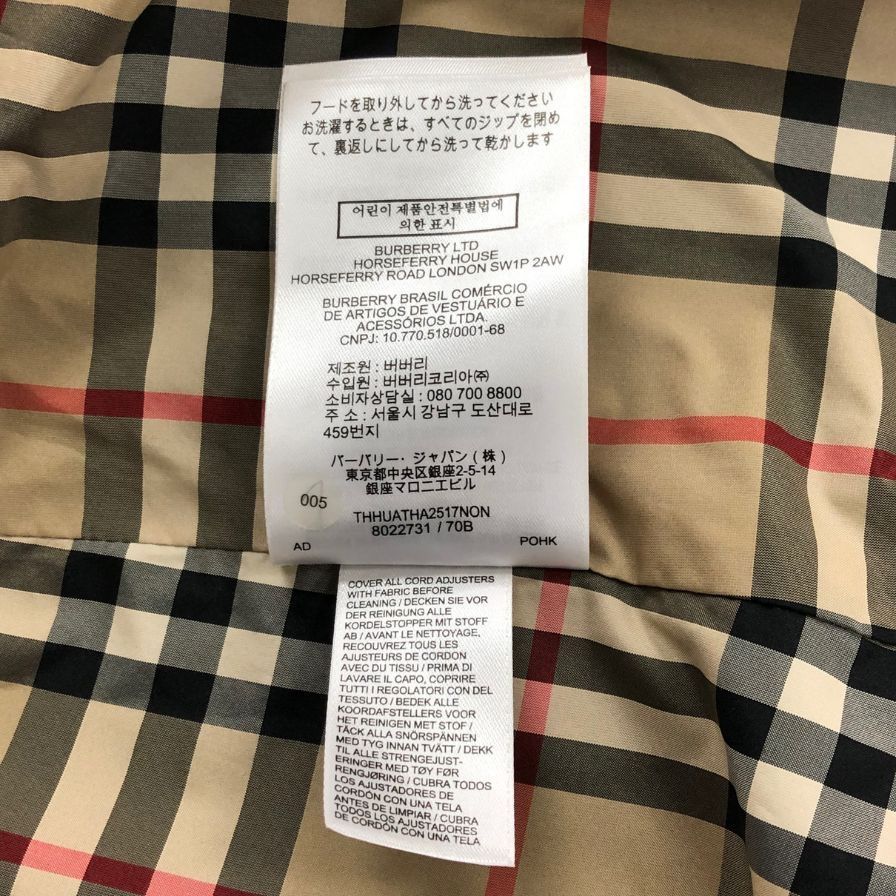 フードを取り外してから洗ってください
お洗濯するときは、すべてのジップを閉め
て、裏返しにしてから洗って乾かします
어린이 제품안전특별법에
의한 표시
BURBERRY LTD
HORSEFERRY HOUSE
HORSEFERRY ROAD LONDON SW1P 2AW
BURBERRY BRASIL COMÉRCIO
DE ARTIGOS DE VESTUÁRIO E
ACESSÓRIOS LTDA.
CNPJ: 10.770.518/0001-68
제조원 : 버버리
수입원 : 버버리코리아㈜
소비자상담실 : 080 700 8800
주 소 : 서울시 강남구 도산대로
459번지
バーバリー・ジャパン(株)
東京都中央区銀座2-5-14
銀座マロニエビル
005
THHUATHA2517NON
8022731 / 70B
AD
POHK
COVER ALL CORD ADJUSTERS
WITH FABRIC BEFORE
CLEANING / DECKEN SIE VOR
DER REINIGUNG ALLE
KORDELSTOPPER MIT STOFF
AB / AVANT LE NETTOYAGE,
RECOUVREZ TOUS LES
AJUSTEURS DE CORDON
AVEC DU TISSU / PRIMA DI
LAVARE IL CAPO, COPRIRE
TUTTI I REGOLATORI CON DEL
TESSUTO / BEDEK ALLE
KOORDAFSTELLERS VOOR
HET REINIGEN MET STOF /
TÄCK ALLA SNÖRSPÄNNEN
MED TYG INNAN TVÄTT / DEKK
TIL ALLE STRENGEJUST-
ERINGER MED TØY FØR
RENGJØRING / CUBRA TODOS
LOS AJUSTADORES DE
CORDÓN CON UNA TELA
ANTES DE LIMPIAR / CUBRA
TODOS LOS AJUSTADORES
DE CORDÓN CON UNA TELA